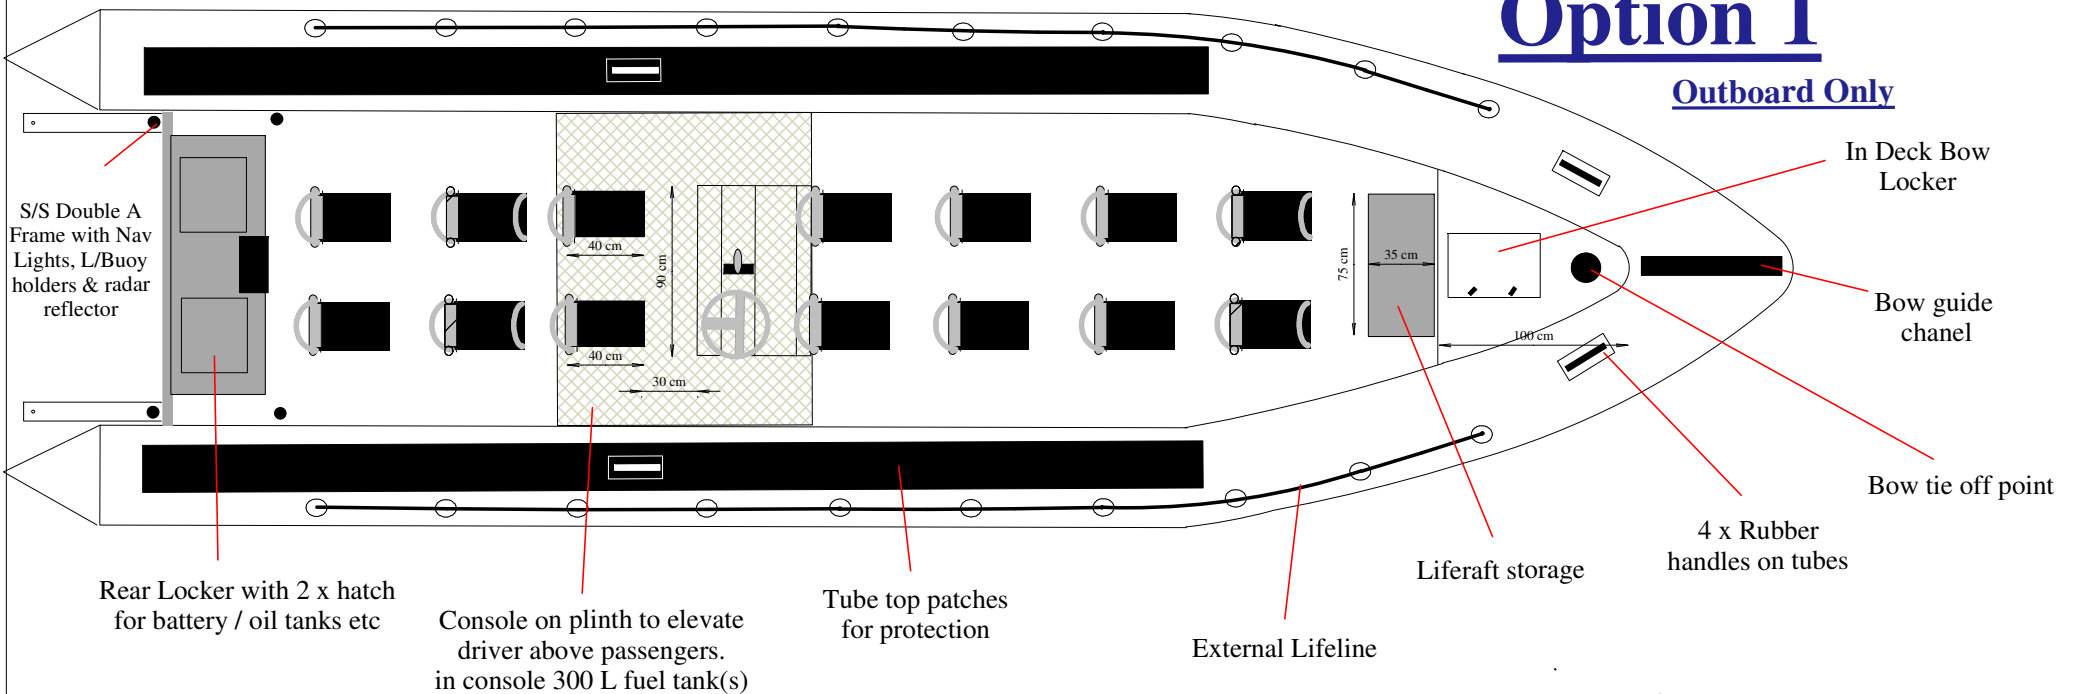 Option 1
Outboard Only
In Deck Bow
Locker
S/S Double A
Frame with Nav
Lights, L/Buoy
holders & radar
reflector
40 cm
90 cm
75 cm
35 cm
Bow guide
chanel
100 cm
40 cm
30 cm
Bow tie off point
4 x Rubber
handles on tubes
Liferaft storage
Rear Locker with 2 x hatch
for battery / oil tanks etc
Console on plinth to elevate
driver above passengers.
in console 300 L fuel tank(s)
Tube top patches
for protection
External Lifeline